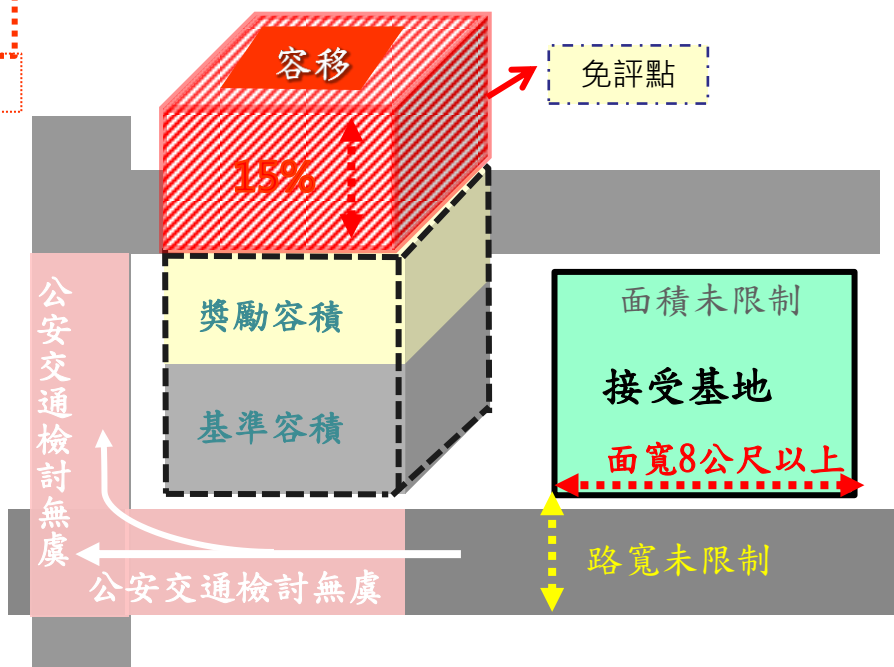 容移
免評點
15%
獎勵容積
基準容積
公安交通檢討無虞
公安交通檢討無虞
面積未限制
接受基地
面寬8公尺以上
路寬未限制